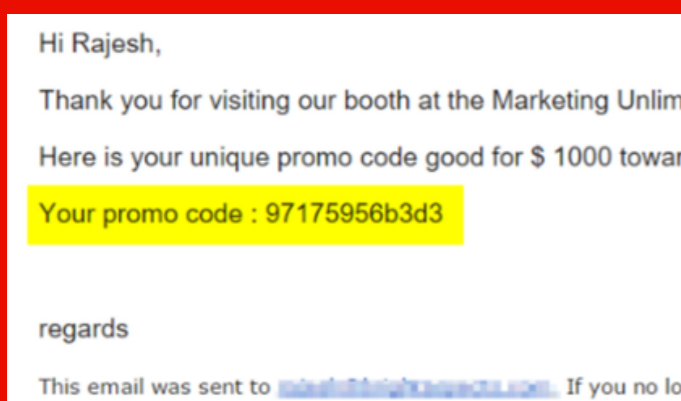 Hi Rajesh,
Thank you for visiting our booth at the Marketing Unlim
Here is your unique promo code good for $ 1000 towar
Your promo code : 97175956b3d3
regards
This email was sent to . If you no lo